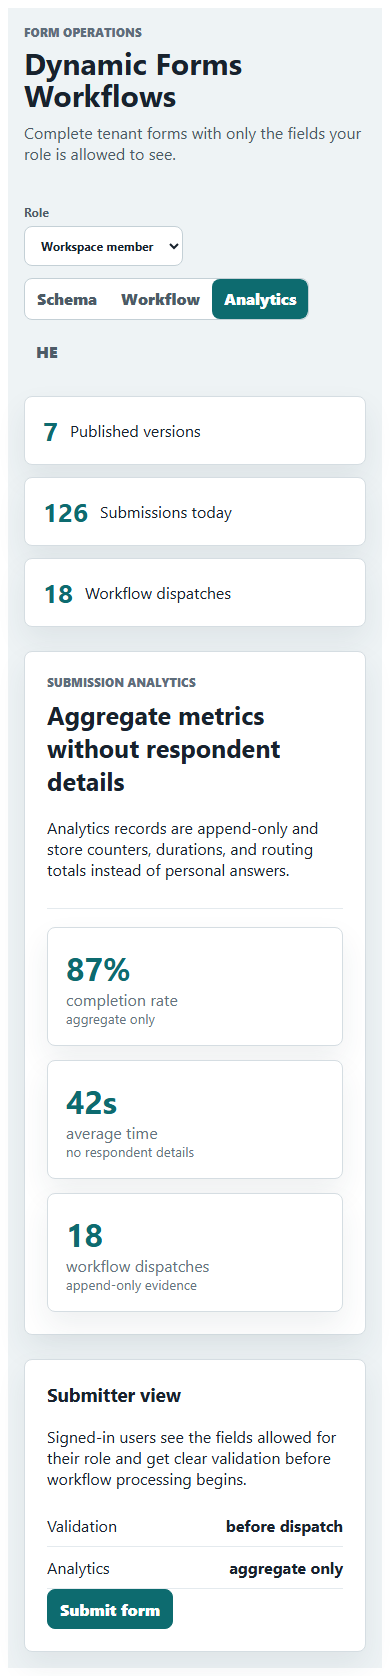 FORM OPERATIONS
Dynamic Forms
Workflows
Complete tenant forms with only the fields your
role is allowed to see.
Role
Workspace member
Schema Workflow Analytics
HE
7 Published versions
126 Submissions today
18 Workflow dispatches
SUBMISSION ANALYTICS
Aggregate metrics
without respondent
details
Analytics records are append-only and
store counters, durations, and routing
totals instead of personal answers.
87%
completion rate
aggregate only
42s
average time
no respondent details
18
workflow dispatches
append-only evidence
Submitter view
Signed-in users see the fields allowed for
their role and get clear validation before
workflow processing begins.
Validation before dispatch
Analytics aggregate only
Submit form